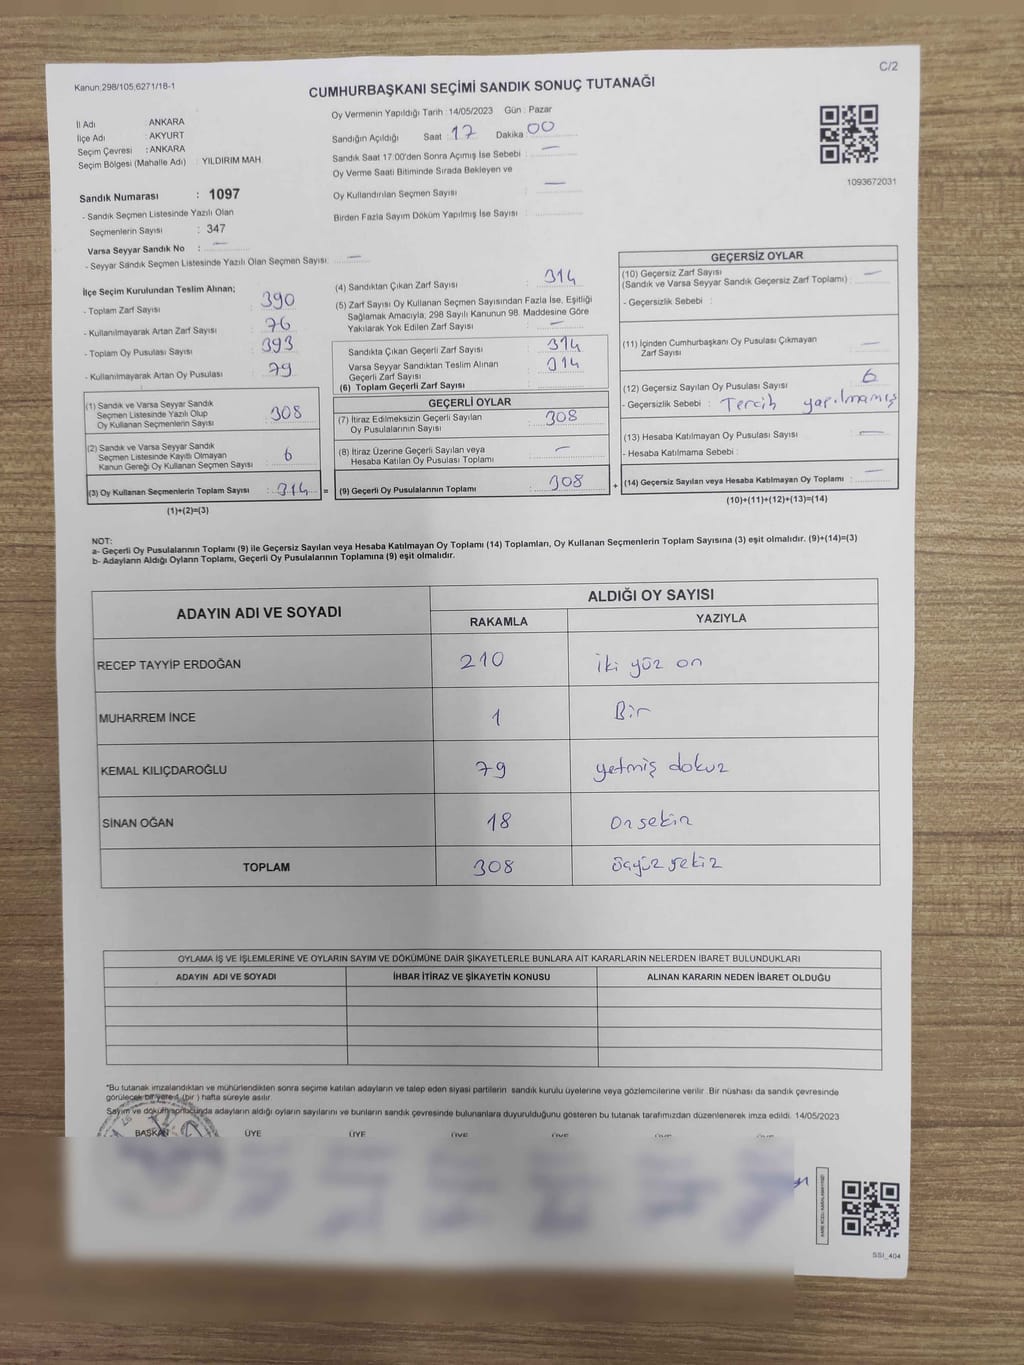 C/2
Kanun:298/105,6271/18-1
CUMHURBAŞKANI SEÇİMİ SANDIK SONUÇ TUTANAĞI
İl Adı : ANKARA
İlçe Adı : AKYURT
Seçim Çevresi : ANKARA
Seçim Bölgesi (Mahalle Adı) : YILDIRIM MAH.
Oy Vermenin Yapıldığı Tarih : 14/05/2023 Gün : Pazar
Sandığın Açıldığı Saat : 17 Dakika : 00
Sandık Saat 17:00'den Sonra Açımış İse Sebebi : —
Oy Verme Saati Bitiminde Sırada Bekleyen ve
Oy Kullandırılan Seçmen Sayısı : —
Birden Fazla Sayım Döküm Yapılmış İse Sayısı :
1093672031
Sandık Numarası : 1097
- Sandık Seçmen Listesinde Yazılı Olan
Seçmenlerin Sayısı : 347
Varsa Seyyar Sandık No : —
- Seyyar Sandık Seçmen Listesinde Yazılı Olan Seçmen Sayısı: —
İlçe Seçim Kurulundan Teslim Alınan;
- Toplam Zarf Sayısı : 390
- Kullanılmayarak Artan Zarf Sayısı : 76
- Toplam Oy Pusulası Sayısı : 393
- Kullanılmayarak Artan Oy Pusulası : 79
(1) Sandık ve Varsa Seyyar Sandık
Seçmen Listesinde Yazılı Olup
Oy Kullanan Seçmenlerin Sayısı : 308
(2) Sandık ve Varsa Seyyar Sandık
Seçmen Listesinde Kayıtlı Olmayan
Kanun Gereği Oy Kullanan Seçmen Sayısı : 6
(3) Oy Kullanan Seçmenlerin Toplam Sayısı : 314 =
(1)+(2)=(3)
(4) Sandıktan Çıkan Zarf Sayısı : 314
(5) Zarf Sayısı Oy Kullanan Seçmen Sayısından Fazla İse, Eşitliği
Sağlamak Amacıyla, 298 Sayılı Kanunun 98. Maddesine Göre
Yakılarak Yok Edilen Zarf Sayısı : —
Sandıkta Çıkan Geçerli Zarf Sayısı : 314
Varsa Seyyar Sandıktan Teslim Alınan
Geçerli Zarf Sayısı : 314
(6) Toplam Geçerli Zarf Sayısı :
GEÇERLİ OYLAR
(7) İtiraz Edilmeksizin Geçerli Sayılan
Oy Pusulalarının Sayısı : 308
(8) İtiraz Üzerine Geçerli Sayılan veya
Hesaba Katılan Oy Pusulası Toplamı : —
(9) Geçerli Oy Pusulalarının Toplamı : 308 +
GEÇERSİZ OYLAR
(10) Geçersiz Zarf Sayısı
(Sandık ve Varsa Seyyar Sandık Geçersiz Zarf Toplamı) : —
- Geçersizlik Sebebi :
(11) İçinden Cumhurbaşkanı Oy Pusulası Çıkmayan
Zarf Sayısı : —
(12) Geçersiz Sayılan Oy Pusulası Sayısı : 6
- Geçersizlik Sebebi : Tercih yapılmamış
(13) Hesaba Katılmayan Oy Pusulası Sayısı : —
- Hesaba Katılmama Sebebi :
(14) Geçersiz Sayılan veya Hesaba Katılmayan Oy Toplamı : —
(10)+(11)+(12)+(13)=(14)
NOT:
a- Geçerli Oy Pusulalarının Toplamı (9) ile Geçersiz Sayılan veya Hesaba Katılmayan Oy Toplamı (14) Toplamları, Oy Kullanan Seçmenlerin Toplam Sayısına (3) eşit olmalıdır. (9)+(14)=(3)
b- Adayların Aldığı Oyların Toplamı, Geçerli Oy Pusulalarının Toplamına (9) eşit olmalıdır.
ADAYIN ADI VE SOYADI ALDIĞI OY SAYISI
RAKAMLA YAZIYLA
RECEP TAYYİP ERDOĞAN 210 iki yüz on
MUHARREM İNCE 1 Bir
KEMAL KILIÇDAROĞLU 79 yetmiş dokuz
SİNAN OĞAN 18 onsekiz
TOPLAM 308 üçyüz sekiz
OYLAMA İŞ VE İŞLEMLERİNE VE OYLARIN SAYIM VE DÖKÜMÜNE DAİR ŞİKAYETLERLE BUNLARA AİT KARARLARIN NELERDEN İBARET BULUNDUKLARI
ADAYIN ADI VE SOYADI İHBAR İTİRAZ VE ŞİKAYETİN KONUSU ALINAN KARARIN NEDEN İBARET OLDUĞU
*Bu tutanak imzalandıktan ve mühürlendikten sonra seçime katılan adayların ve talep eden siyasi partilerin sandık kurulu üyelerine veya gözlemcilerine verilir. Bir nüshası da sandık çevresinde
görülecek bir yere 1 (bir ) hafta süreyle asılır.
Sayım ve döküm sonucunda adayların aldığı oyların sayılarını ve bunların sandık çevresinde bulunanlara duyurulduğunu gösteren bu tutanak tarafımızdan düzenlenerek imza edildi. 14/05/2023
BAŞKAN ÜYE ÜYE ÜYE ÜYE ÜYE ÜYE
SSI_404